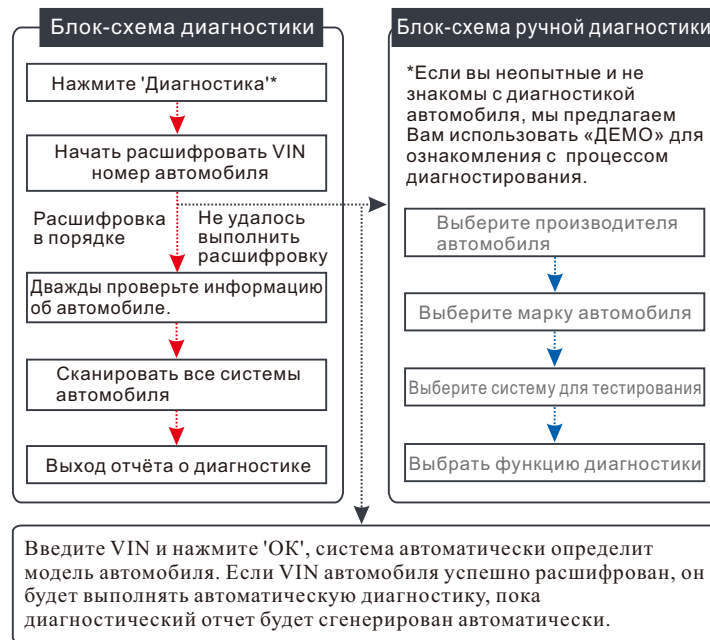 Блок-схема диагностики
Нажмите 'Диагностика'*
Начать расшифровать VIN
номер автомобиля
Расшифровка
в порядке
Не удалось
выполнить
расшифровку
Дважды проверьте информацию
об автомобиле.
Сканировать все системы
автомобиля
Выход отчёта о диагностике
Блок-схема ручной диагностики
*Если вы неопытные и не
знакомы с диагностикой
автомобиля, мы предлагаем
Вам использовать «ДЕМО» для
ознакомления с процессом
диагностирования.
Выберите производителя
автомобиля
Выберите марку автомобиля
Выберите систему для тестирования
Выбрать функцию диагностики
Введите VIN и нажмите 'ОК', система автоматически определит
модель автомобиля. Если VIN автомобиля успешно расшифрован, он
будет выполнять автоматическую диагностику, пока
диагностический отчет будет сгенерирован автоматически.